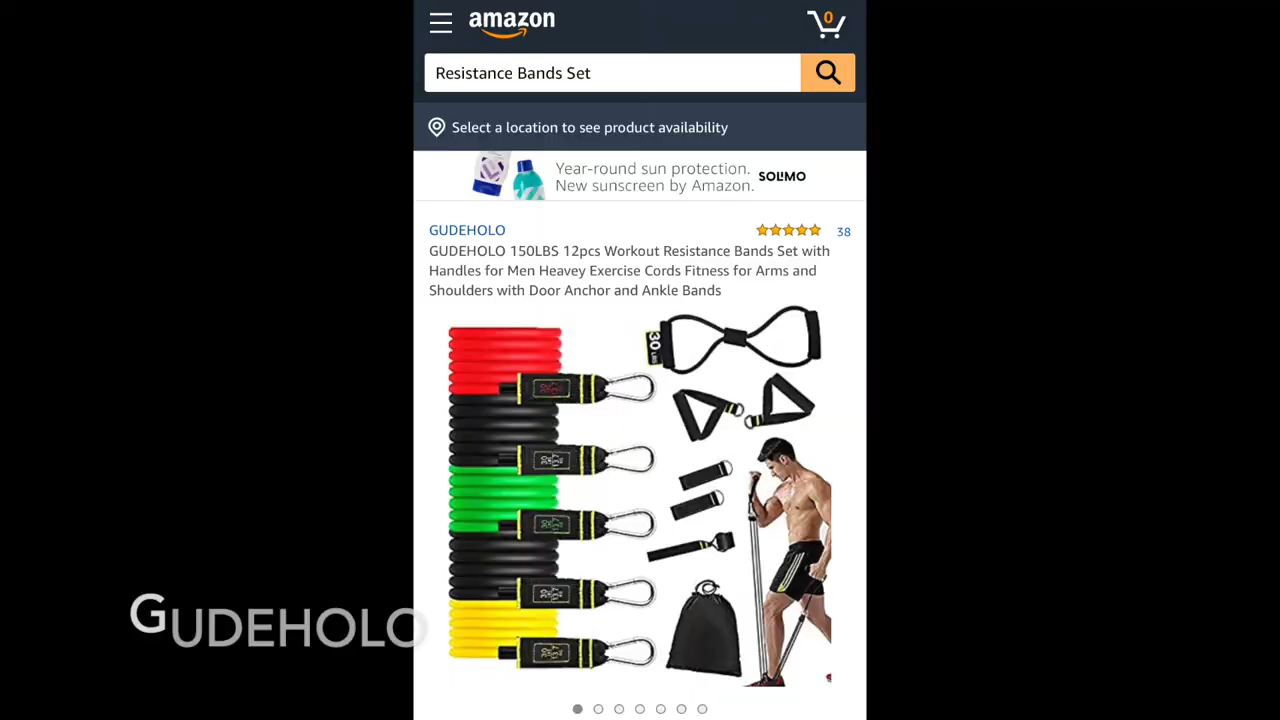 amazon
0
Resistance Bands Set
Select a location to see product availability
Year-round sun protection.
New sunscreen by Amazon.
SOLIMO
GUDEHOLO
38
GUDEHOLO 150LBS 12pcs Workout Resistance Bands Set with
Handles for Men Heavey Exercise Cords Fitness for Arms and
Shoulders with Door Anchor and Ankle Bands
30 LBS
GUDEHOLO